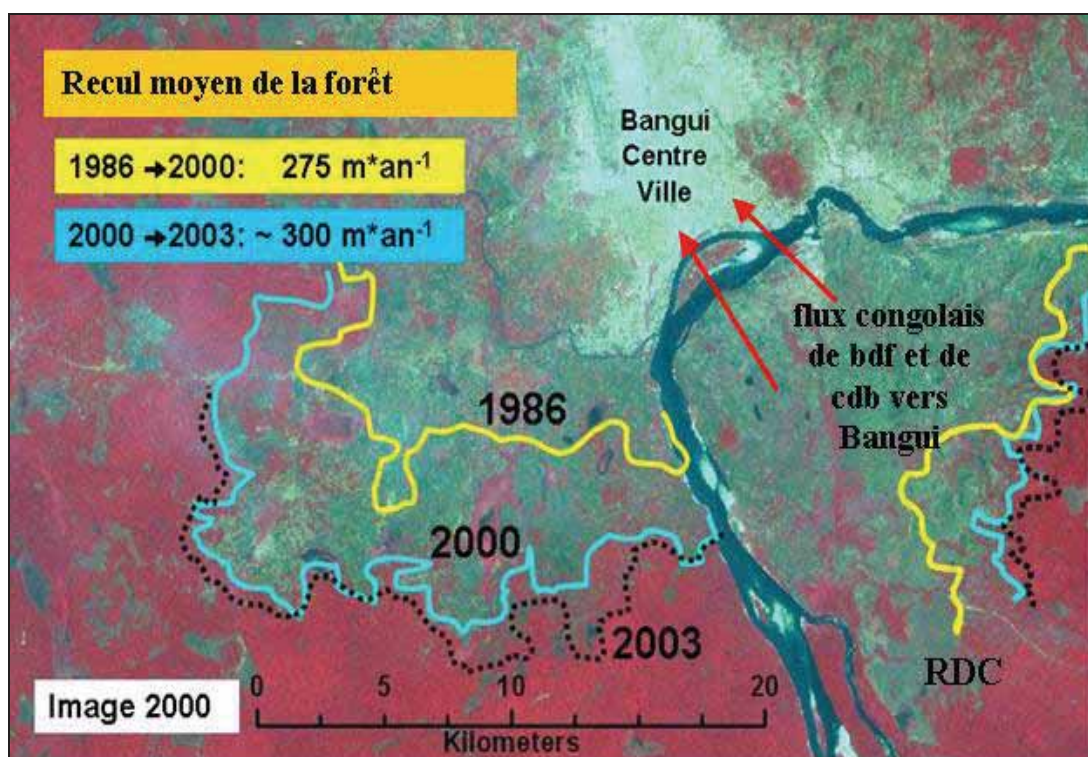 Recul moyen de la forêt
1986 →2000: 275 m*an⁻¹
2000 →2003: ~ 300 m*an⁻¹
Bangui
Centre
Ville
flux congolais
de bdf et de
cdb vers
Bangui
1986
2000
2003
RDC
Image 2000
0 5 10 20
Kilometers